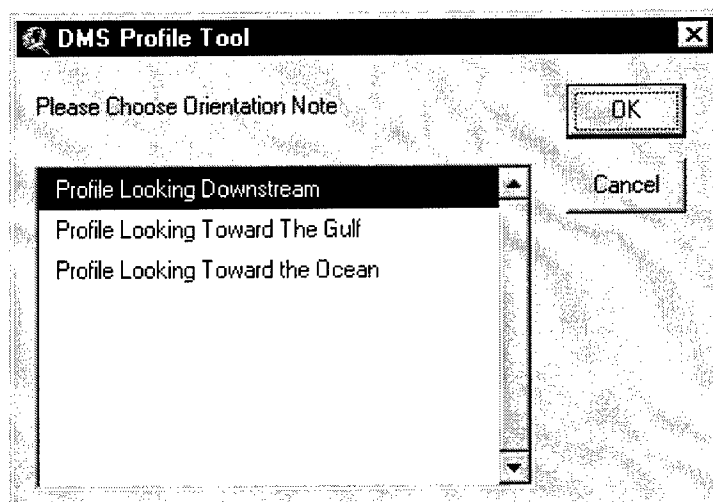 DMS Profile Tool
Please Choose Orientation Note
OK
Profile Looking Downstream
Cancel
Profile Looking Toward The Gulf
Profile Looking Toward the Ocean